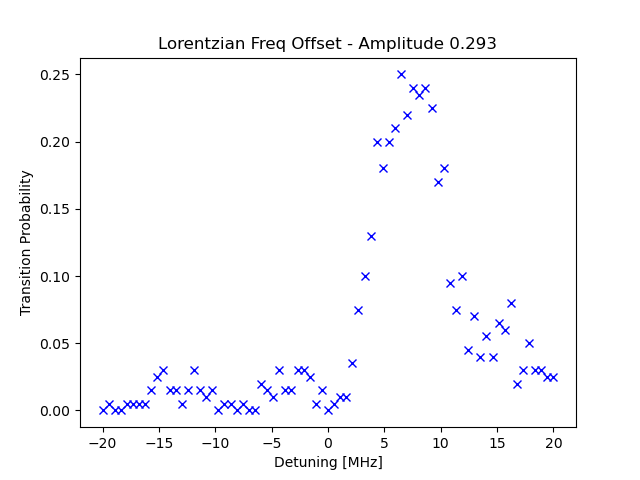 Lorentzian Freq Offset - Amplitude 0.293
0.25
0.20
0.15
0.10
0.05
0.00
Transition Probability
−20 −15 −10 −5 0 5 10 15 20
Detuning [MHz]